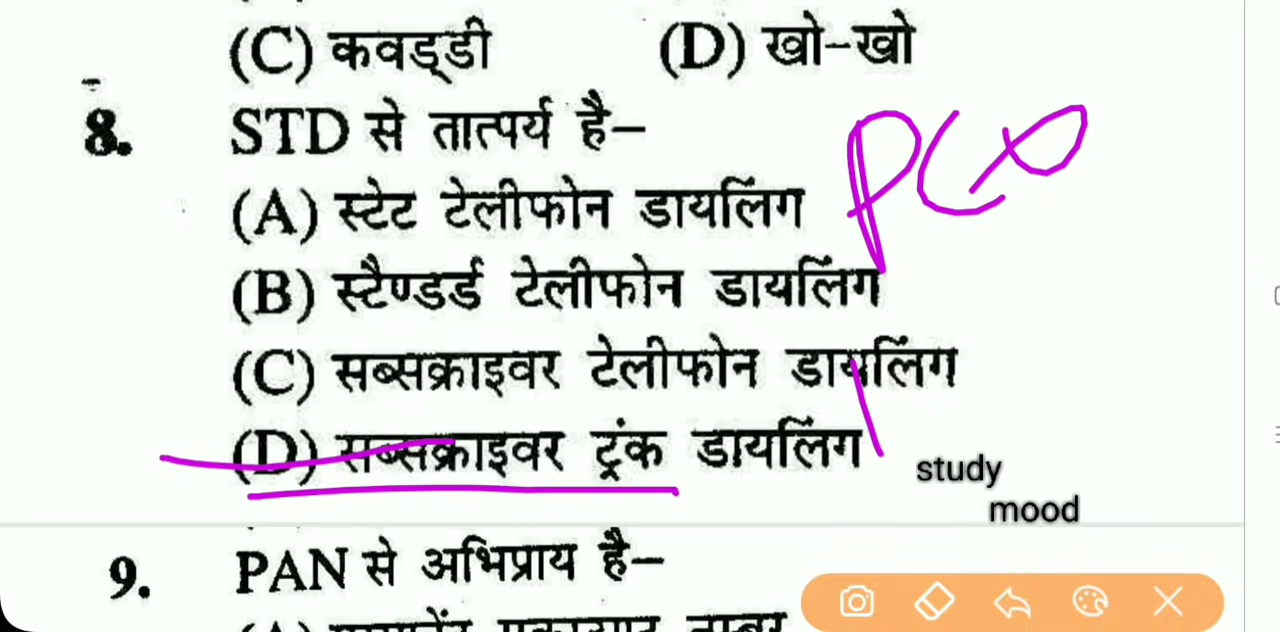 (C) कवड्डी (D) खो-खो
8. STD से तात्पर्य है–
PCO
(A) स्टेट टेलीफोन डायलिंग
(B) स्टैण्डर्ड टेलीफोन डायलिंग
(C) सब्सक्राइवर टेलीफोन डायलिंग
(D) सब्सक्राइवर ट्रंक डायलिंग
study
mood
9. PAN से अभिप्राय है–